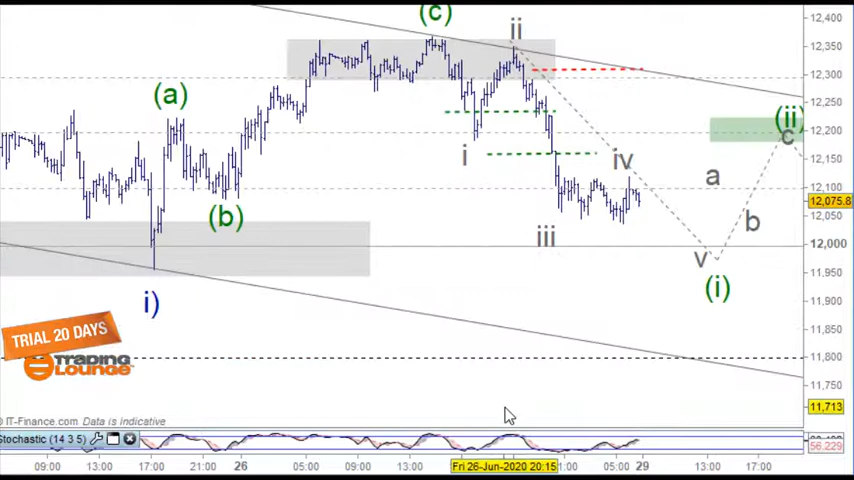 (c)
ii
12,400
12,350
12,300
12,250
12,200
12,150
12,100
12,075.8
12,050
12,000
11,950
11,900
11,850
11,800
11,750
11,713
(a)
(ii)
c
i
iv
a
(b)
b
iii
v
(i)
i)
TRIAL 20 DAYS
TRADING
LOUNGE
© IT-Finance.com Data is indicative
Stochastic (14 3 5)
56.229
09:00 13:00 17:00 21:00 26 05:00 09:00 13:00 Fri 26-Jun-2020 20:15 05:00 29 13:00 17:00